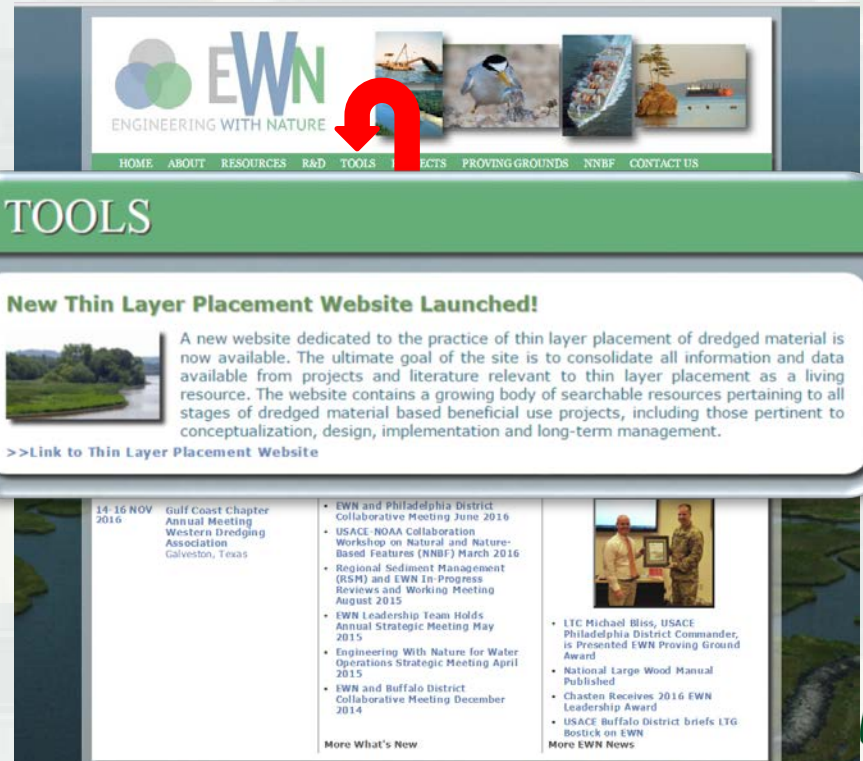 EWN
ENGINEERING WITH NATURE
HOME ABOUT RESOURCES R&D TOOLS ECTS PROVING GROUNDS NNBF CONTACT US
TOOLS
New Thin Layer Placement Website Launched!
A new website dedicated to the practice of thin layer placement of dredged material is
now available. The ultimate goal of the site is to consolidate all information and data
available from projects and literature relevant to thin layer placement as a living
resource. The website contains a growing body of searchable resources pertaining to all
stages of dredged material based beneficial use projects, including those pertinent to
conceptualization, design, implementation and long-term management.
>>Link to Thin Layer Placement Website
14-16 NOV
2016
Gulf Coast Chapter
Annual Meeting
Western Dredging
Association
Galveston, Texas
• EWN and Philadelphia District
Collaborative Meeting June 2016
• USACE-NOAA Collaboration
Workshop on Natural and Nature-
Based Features (NNBF) March 2016
• Regional Sediment Management
(RSM) and EWN In-Progress
Reviews and Working Meeting
August 2015
• EWN Leadership Team Holds
Annual Strategic Meeting May
2015
• Engineering With Nature for Water
Operations Strategic Meeting April
2015
• EWN and Buffalo District
Collaborative Meeting December
2014
More What's New
• LTC Michael Bliss, USACE
Philadelphia District Commander,
is Presented EWN Proving Ground
Award
• National Large Wood Manual
Published
• Chasten Receives 2016 EWN
Leadership Award
• USACE Buffalo District briefs LTG
Bostick on EWN
More EWN News